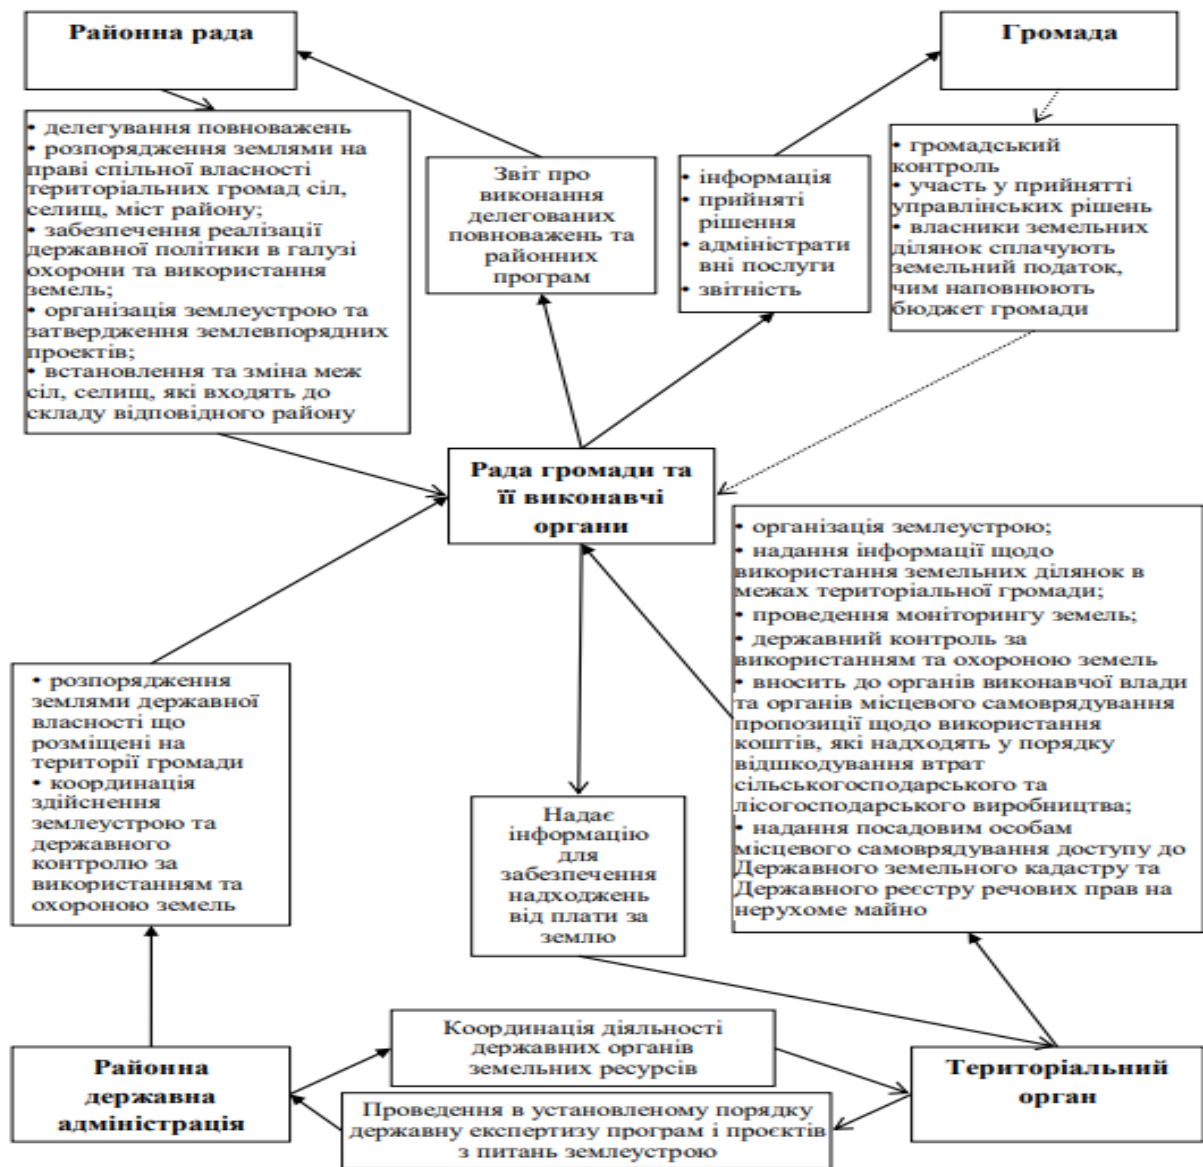 Районна рада
Громада
• делегування повноважень
• розпорядження землями на
праві спільної власності
територіальних громад сіл,
селищ, міст району;
• забезпечення реалізації
державної політики в галузі
охорони та використання
земель;
• організація землеустрою та
затвердження землевпорядних
проектів;
• встановлення та зміна меж
сіл, селищ, які входять до
складу відповідного району
Звіт про
виконання
делегованих
повноважень та
районних
програм
• інформація
• прийняті
рішення
• адміністрати
вні послуги
• звітність
• громадський
контроль
• участь у прийнятті
управлінських рішень
• власники земельних
ділянок сплачують
земельний податок,
чим наповнюють
бюджет громади
Рада громади та
її виконавчі
органи
• організація землеустрою;
• надання інформації щодо
використання земельних ділянок в
межах територіальної громади;
• проведення моніторингу земель;
• державний контроль за
використанням та охороною земель
• вносить до органів виконавчої влади
та органів місцевого самоврядування
пропозиції щодо використання
коштів, які надходять у порядку
відшкодування втрат
сільськогосподарського та
лісогосподарського виробництва;
• надання посадовим особам
місцевого самоврядування доступу до
Державного земельного кадастру та
Державного реєстру речових прав на
нерухоме майно
• розпорядження
землями державної
власності що
розміщені на
території громади
• координація
здійснення
землеустрою та
державного
контролю за
використанням та
охороною земель
Надає
інформацію
для
забезпечення
надходжень
від плати за
землю
Районна
державна
адміністрація
Координація діяльності
державних органів
земельних ресурсів
Проведення в установленому порядку
державну експертизу програм і проєктів
з питань землеустрою
Територіальний
орган